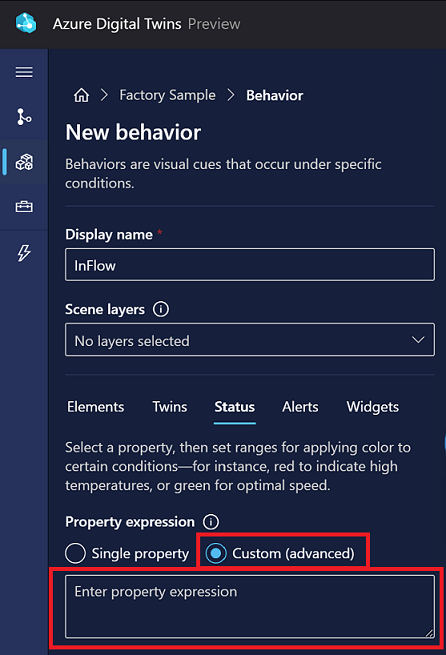 Azure Digital Twins Preview
Factory Sample Behavior
New behavior
Behaviors are visual cues that occur under specific
conditions.
Display name *
InFlow
Scene layers
No layers selected
Elements Twins Status Alerts Widgets
Select a property, then set ranges for applying color to
certain conditions—for instance, red to indicate high
temperatures, or green for optimal speed.
Property expression
Single property Custom (advanced)
Enter property expression